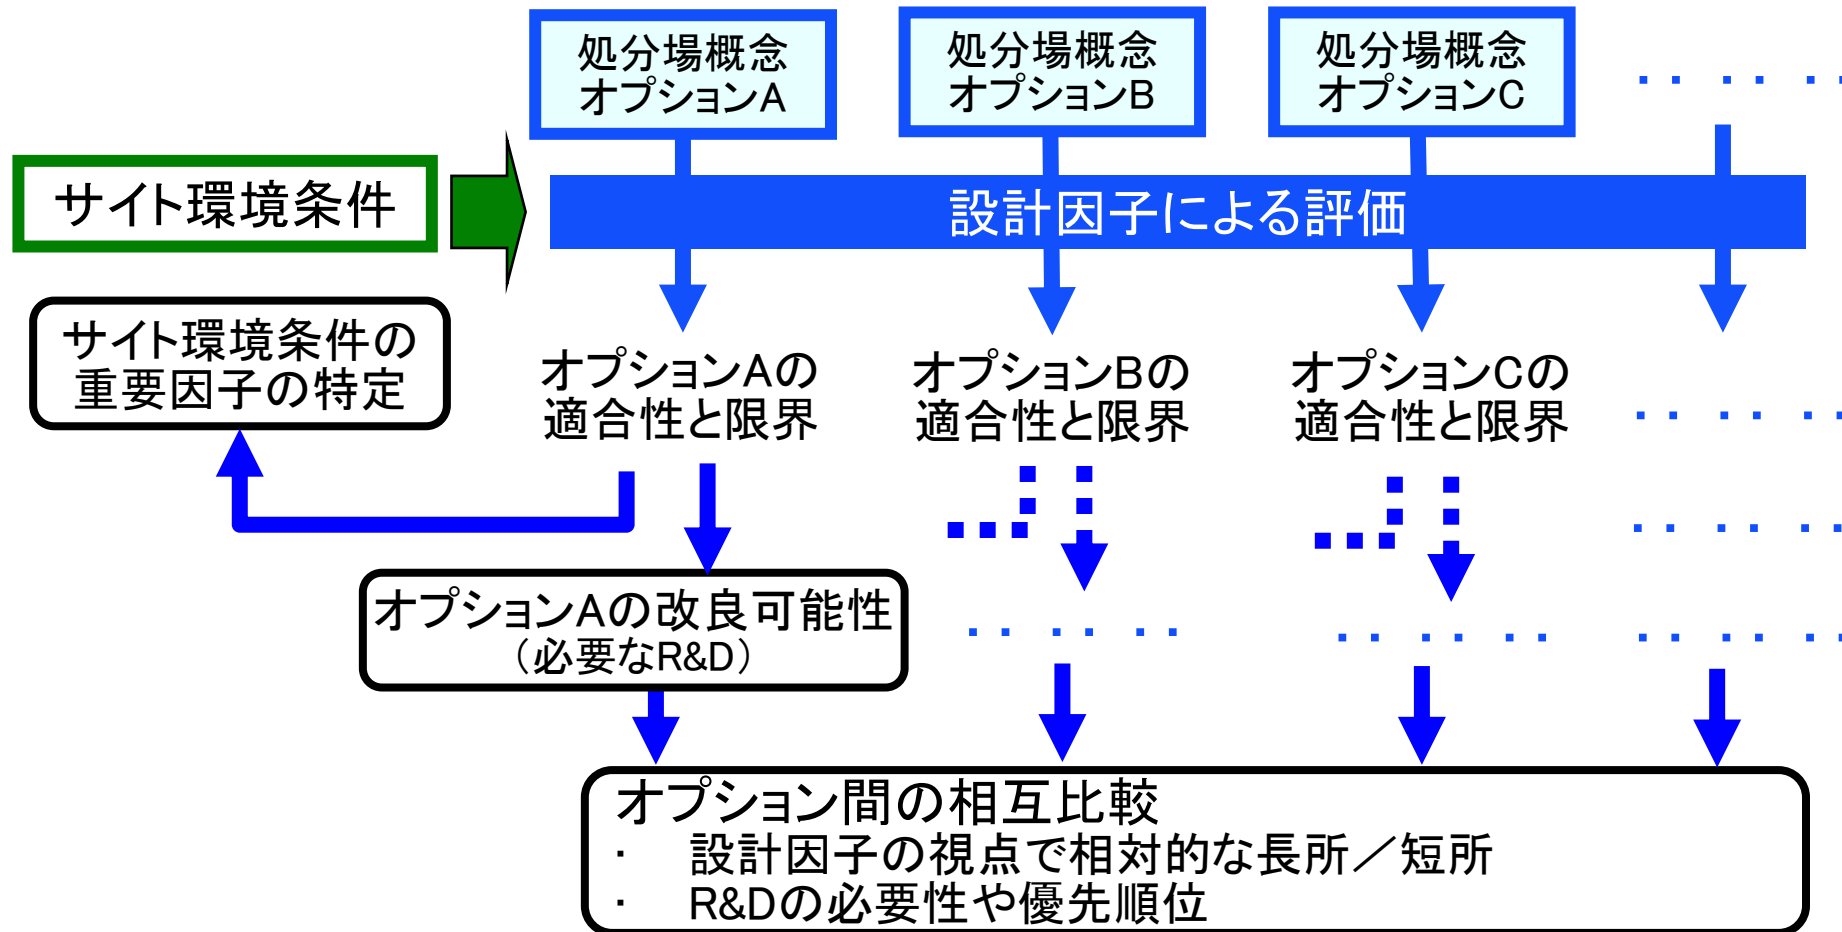 処分場概念
オプションA
処分場概念
オプションB
処分場概念
オプションC
サイト環境条件
設計因子による評価
サイト環境条件の
重要因子の特定
オプションAの
適合性と限界
オプションBの
適合性と限界
オプションCの
適合性と限界
オプションAの改良可能性
（必要なR&D）
オプション間の相互比較
・ 設計因子の視点で相対的な長所／短所
・ R&Dの必要性や優先順位